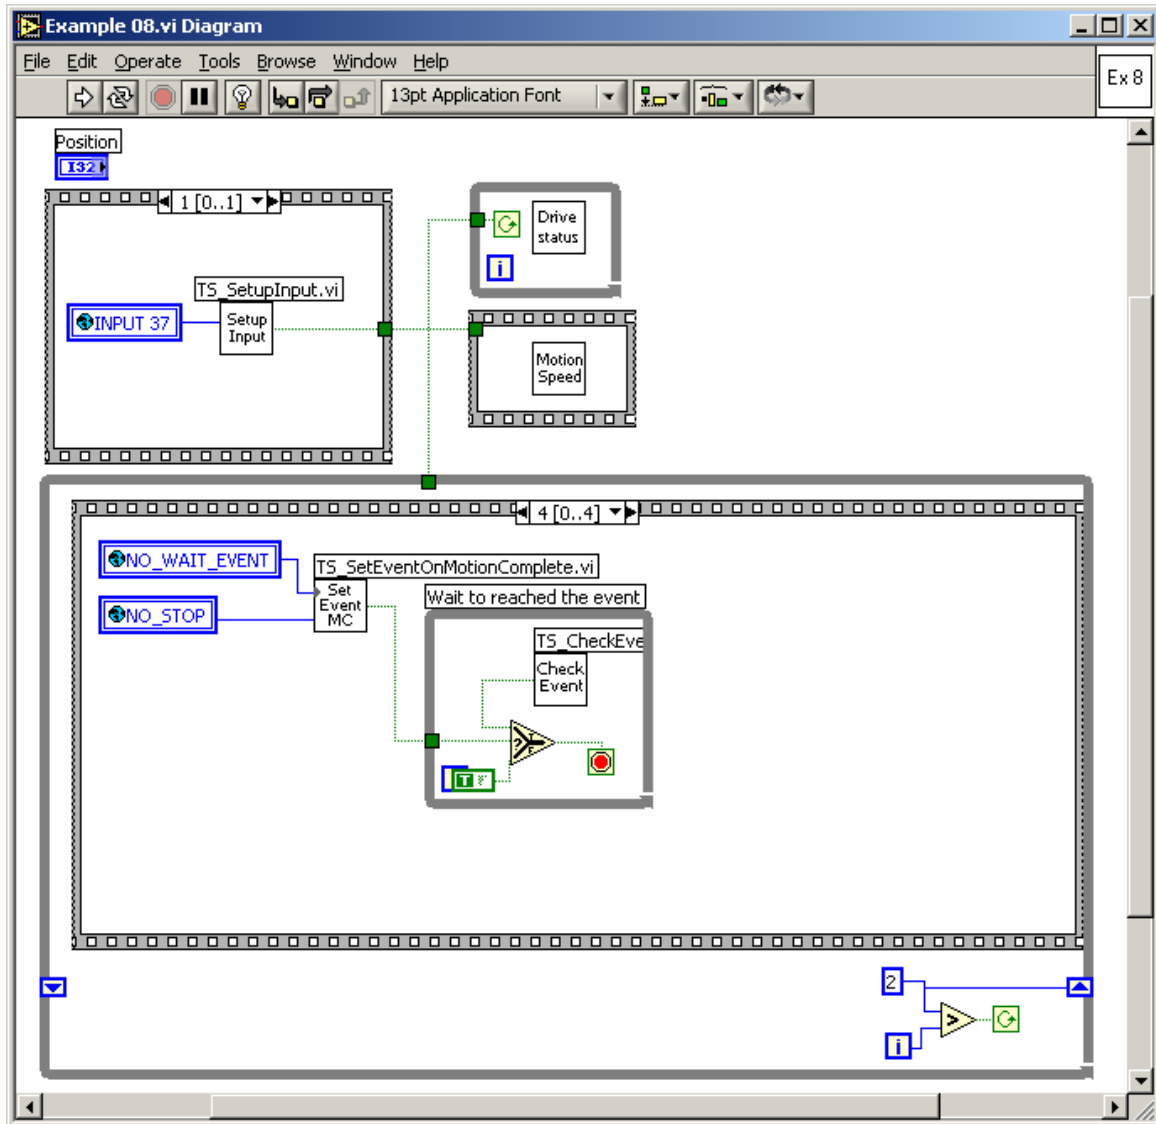 Example 08.vi Diagram
File Edit Operate Tools Browse Window Help
Ex 8
13pt Application Font
Position
I32
1 [0..1]
TS_SetupInput.vi
INPUT 37
Setup
Input
Drive
status
i
Motion
Speed
4 [0..4]
NO_WAIT_EVENT
NO_STOP
TS_SetEventOnMotionComplete.vi
Set
Event
MC
Wait to reached the event
TS_CheckEve
Check
Event
?
T
F
T
2
>
i